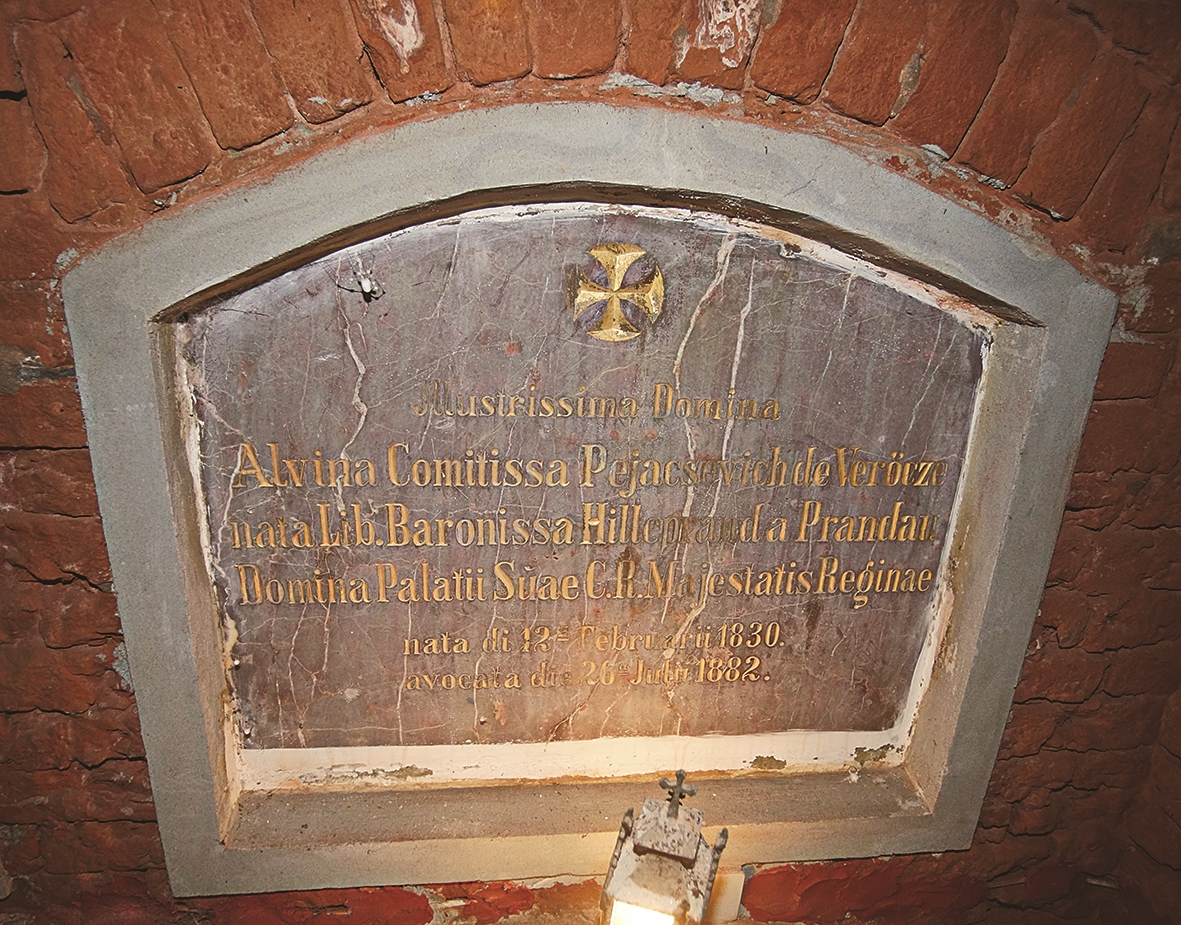 Illustrissima Domina
Alvina Comitissa Pejacsevich de Veröcze
nata Lib. Baronissa Hilleprand a Prandau
Domina Palatii Suae C.R. Majestatis Reginae
nata di 12ª Februarii 1830.
avocata die 26ª Julii 1882.